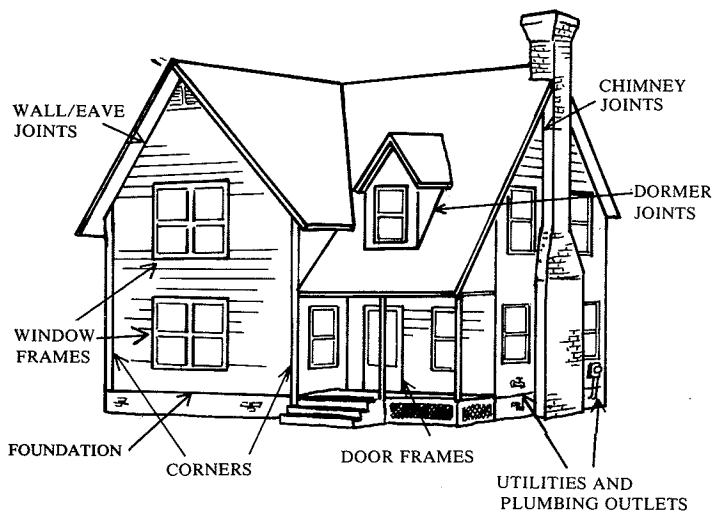 WALL/EAVE
JOINTS
CHIMNEY
JOINTS
DORMER
JOINTS
WINDOW
FRAMES
FOUNDATION
CORNERS
DOOR FRAMES
UTILITIES AND
PLUMBING OUTLETS